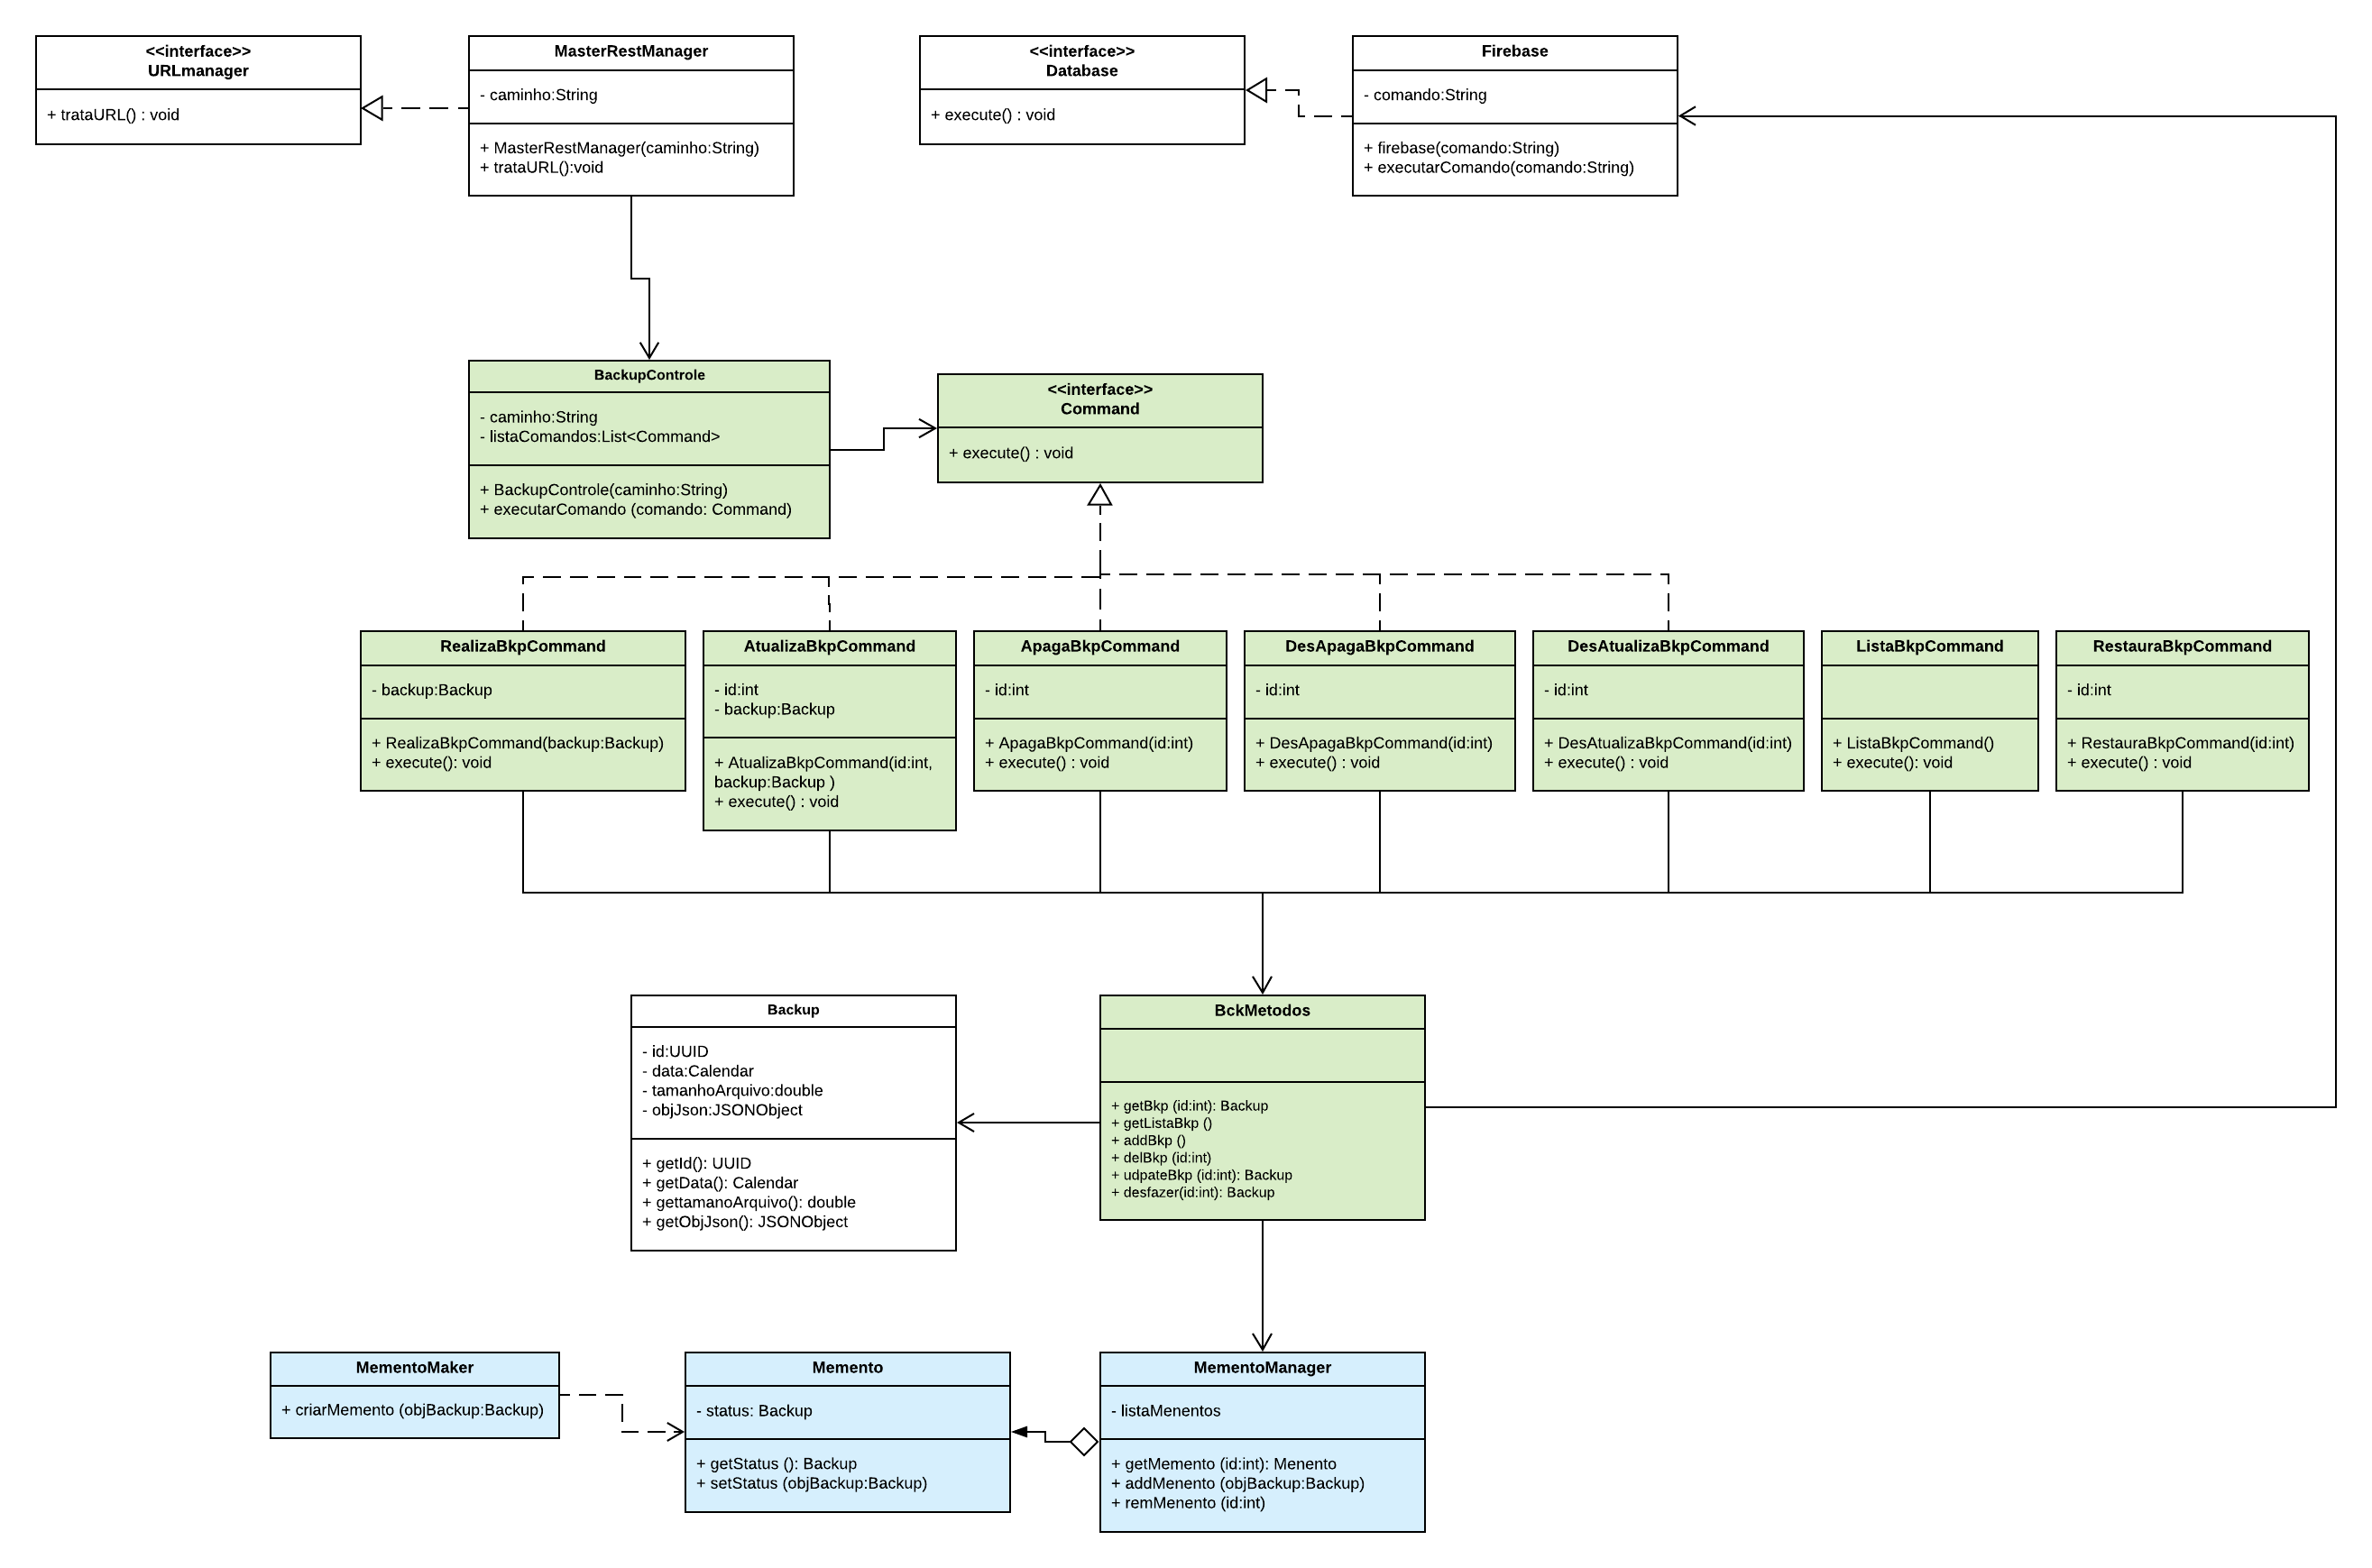 <<interface>>
URLmanager
+ trataURL() : void
MasterRestManager
- caminho:String
+ MasterRestManager(caminho:String)
+ trataURL():void
<<interface>>
Database
+ execute() : void
Firebase
- comando:String
+ firebase(comando:String)
+ executarComando(comando:String)
BackupControle
- caminho:String
- listaComandos:List<Command>
+ BackupControle(caminho:String)
+ executarComando (comando: Command)
<<interface>>
Command
+ execute() : void
RealizaBkpCommand
- backup:Backup
+ RealizaBkpCommand(backup:Backup)
+ execute(): void
AtualizaBkpCommand
- id:int
- backup:Backup
+ AtualizaBkpCommand(id:int,
backup:Backup )
+ execute() : void
ApagaBkpCommand
- id:int
+ ApagaBkpCommand(id:int)
+ execute() : void
DesApagaBkpCommand
- id:int
+ DesApagaBkpCommand(id:int)
+ execute() : void
DesAtualizaBkpCommand
- id:int
+ DesAtualizaBkpCommand(id:int)
+ execute() : void
ListaBkpCommand
+ ListaBkpCommand()
+ execute(): void
RestauraBkpCommand
- id:int
+ RestauraBkpCommand(id:int)
+ execute() : void
Backup
- id:UUID
- data:Calendar
- tamanhoArquivo:double
- objJson:JSONObject
+ getId(): UUID
+ getData(): Calendar
+ gettamanoArquivo(): double
+ getObjJson(): JSONObject
BckMetodos
+ getBkp (id:int): Backup
+ getListaBkp ()
+ addBkp ()
+ delBkp (id:int)
+ udpateBkp (id:int): Backup
+ desfazer(id:int): Backup
MementoMaker
+ criarMemento (objBackup:Backup)
Memento
- status: Backup
+ getStatus (): Backup
+ setStatus (objBackup:Backup)
MementoManager
- listaMenentos
+ getMemento (id:int): Menento
+ addMenento (objBackup:Backup)
+ remMenento (id:int)